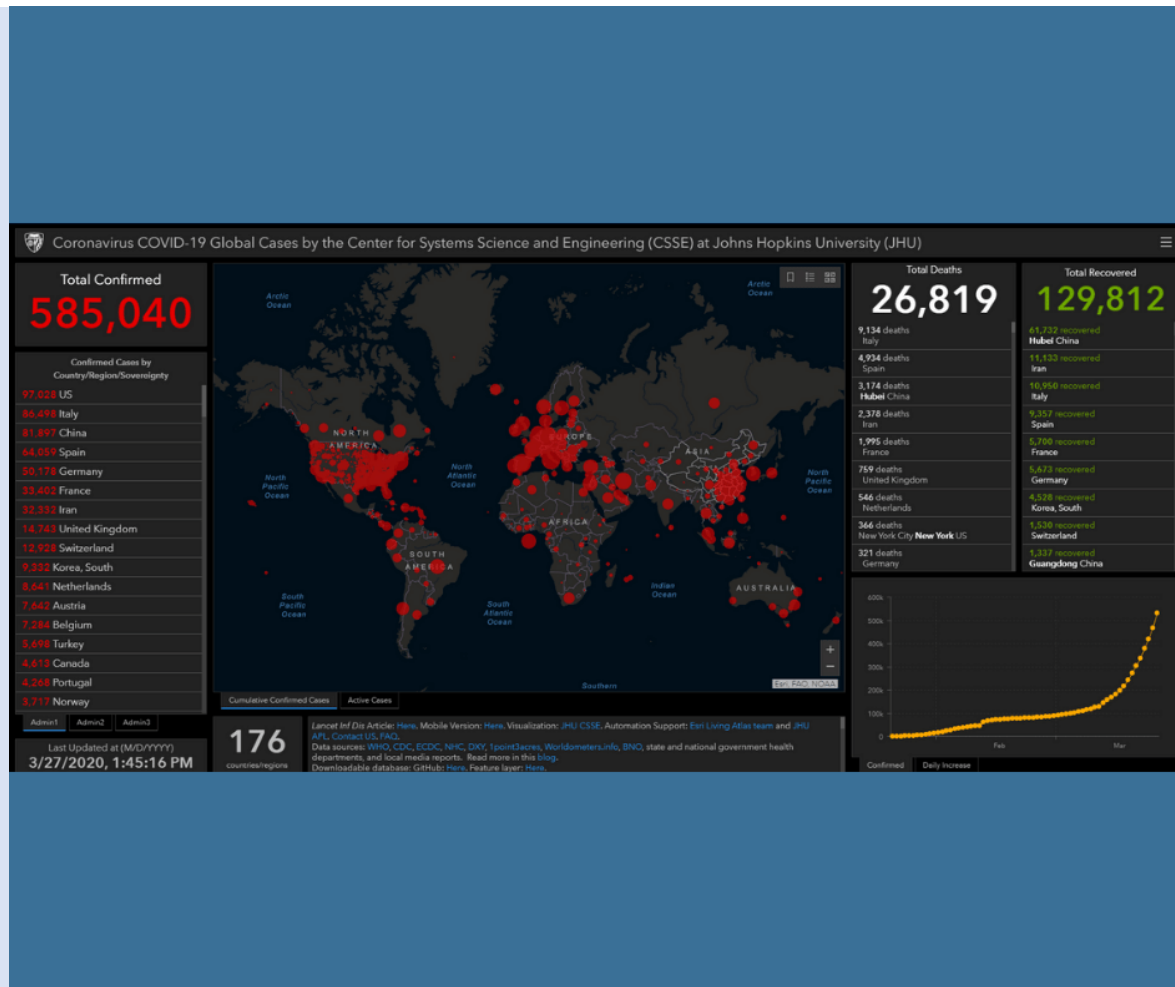 Coronavirus COVID-19 Global Cases by the Center for Systems Science and Engineering (CSSE) at Johns Hopkins University (JHU)
Total Confirmed
585,040
Confirmed Cases by
Country/Region/Sovereignty
97,028 US
86,498 Italy
81,897 China
64,059 Spain
50,178 Germany
33,402 France
32,332 Iran
14,743 United Kingdom
12,928 Switzerland
9,332 Korea, South
8,641 Netherlands
7,642 Austria
7,284 Belgium
5,698 Turkey
4,613 Canada
4,268 Portugal
3,717 Norway
Admin1 Admin2 Admin3
Last Updated at (M/D/YYYY)
3/27/2020, 1:45:16 PM
Arctic
Ocean
Arctic
Ocean
NORTH
AMERICA
EUROPE
ASIA
North
Pacific
Ocean
North
Atlantic
Ocean
North
Pacific
Ocean
AFRICA
SOUTH
AMERICA
Indian
Ocean
AUSTRALIA
South
Pacific
Ocean
South
Atlantic
Ocean
Southern
+
−
Esri, FAO, NOAA
Cumulative Confirmed Cases Active Cases
176
countries/regions
Lancet Inf Dis Article: Here. Mobile Version: Here. Visualization: JHU CSSE. Automation Support: Esri Living Atlas team and JHU
APL. Contact US. FAQ.
Data sources: WHO, CDC, ECDC, NHC, DXY, 1point3acres, Worldometers.info, BNO, state and national government health
departments, and local media reports. Read more in this blog.
Downloadable database: GitHub: Here. Feature layer: Here.
Total Deaths
26,819
9,134 deaths
Italy
4,934 deaths
Spain
3,174 deaths
Hubei China
2,378 deaths
Iran
1,995 deaths
France
759 deaths
United Kingdom
546 deaths
Netherlands
366 deaths
New York City New York US
321 deaths
Germany
Total Recovered
129,812
61,732 recovered
Hubei China
11,133 recovered
Iran
10,950 recovered
Italy
9,357 recovered
Spain
5,700 recovered
France
5,673 recovered
Germany
4,528 recovered
Korea, South
1,530 recovered
Switzerland
1,337 recovered
Guangdong China
600k
500k
400k
300k
200k
100k
0
Feb Mar
Confirmed Daily Increase